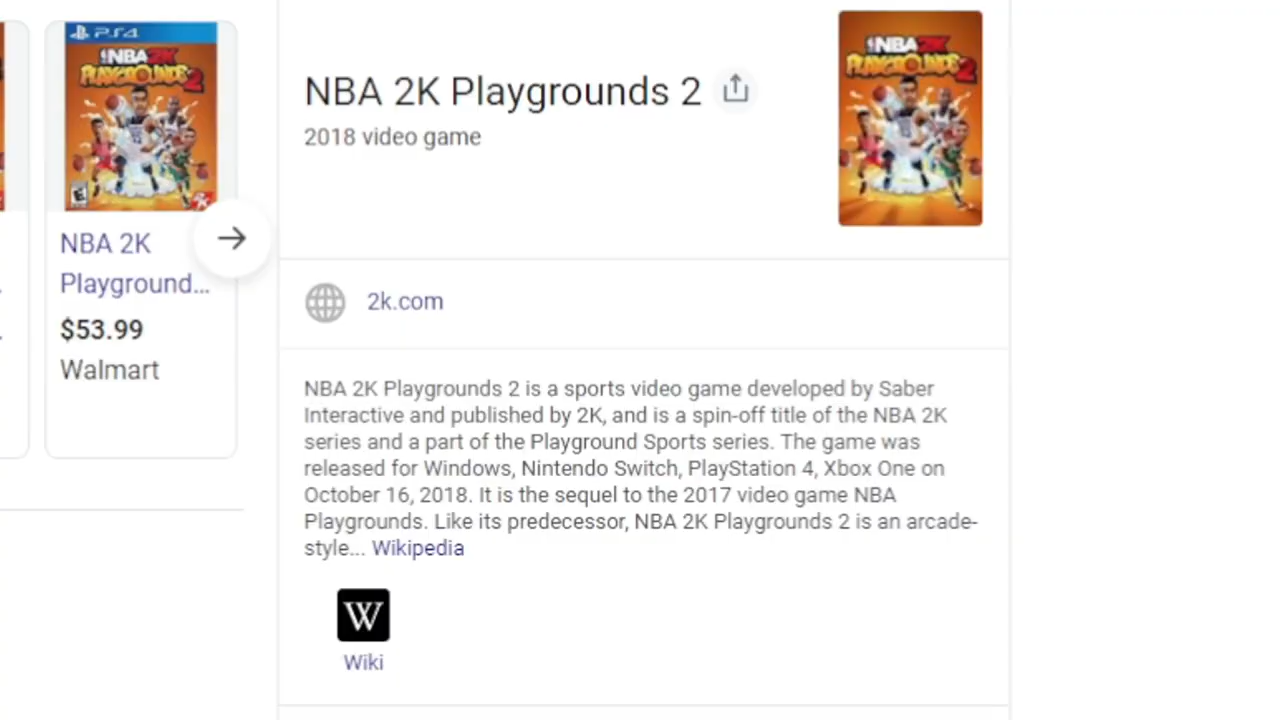 PS4
NBA 2K
PLAYGROUNDS 2
E
2K
NBA 2K
Playground...
$53.99
Walmart
NBA 2K Playgrounds 2
2018 video game
NBA 2K
PLAYGROUNDS 2
2k.com
NBA 2K Playgrounds 2 is a sports video game developed by Saber
Interactive and published by 2K, and is a spin-off title of the NBA 2K
series and a part of the Playground Sports series. The game was
released for Windows, Nintendo Switch, PlayStation 4, Xbox One on
October 16, 2018. It is the sequel to the 2017 video game NBA
Playgrounds. Like its predecessor, NBA 2K Playgrounds 2 is an arcade-
style... Wikipedia
W
Wiki